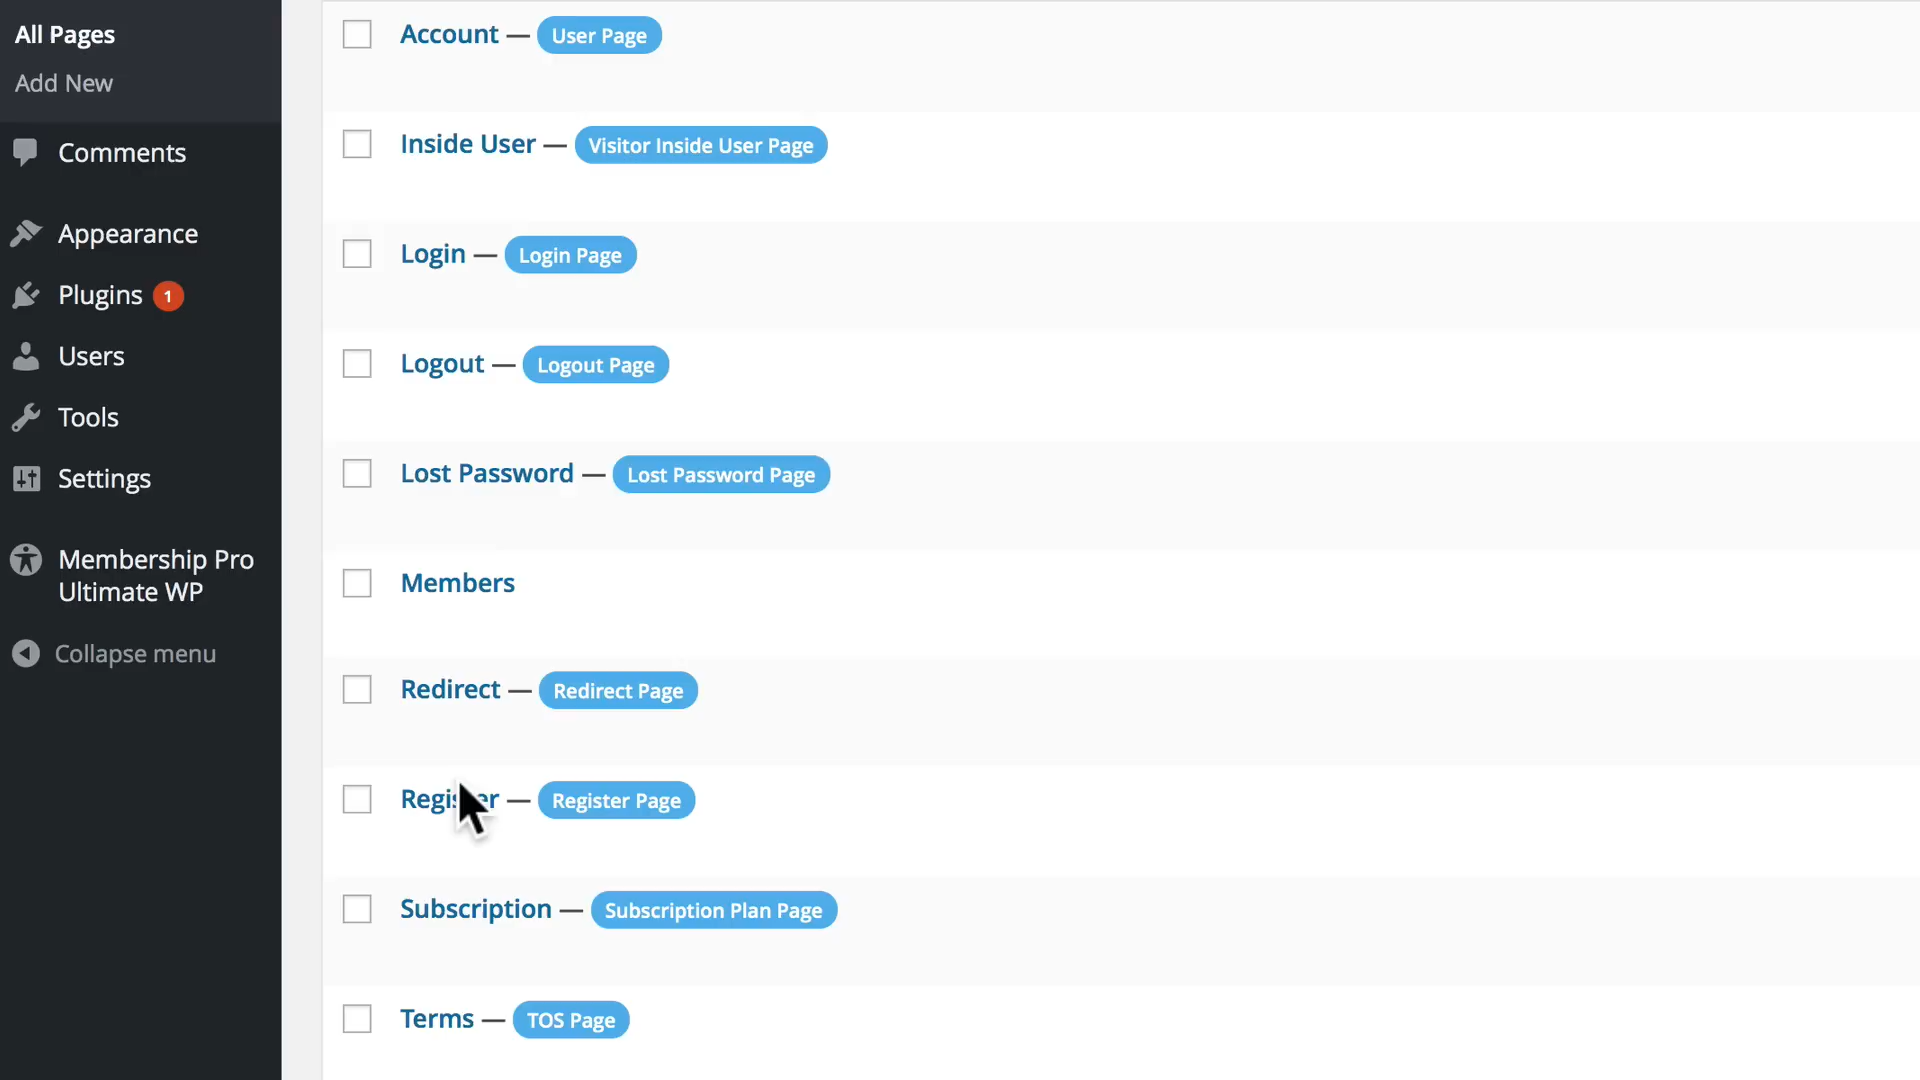 All Pages
Add New
Comments
Appearance
Plugins 1
Users
Tools
Settings
Membership Pro
Ultimate WP
Collapse menu
Account — User Page
Inside User — Visitor Inside User Page
Login — Login Page
Logout — Logout Page
Lost Password — Lost Password Page
Members
Redirect — Redirect Page
Register — Register Page
Subscription — Subscription Plan Page
Terms — TOS Page